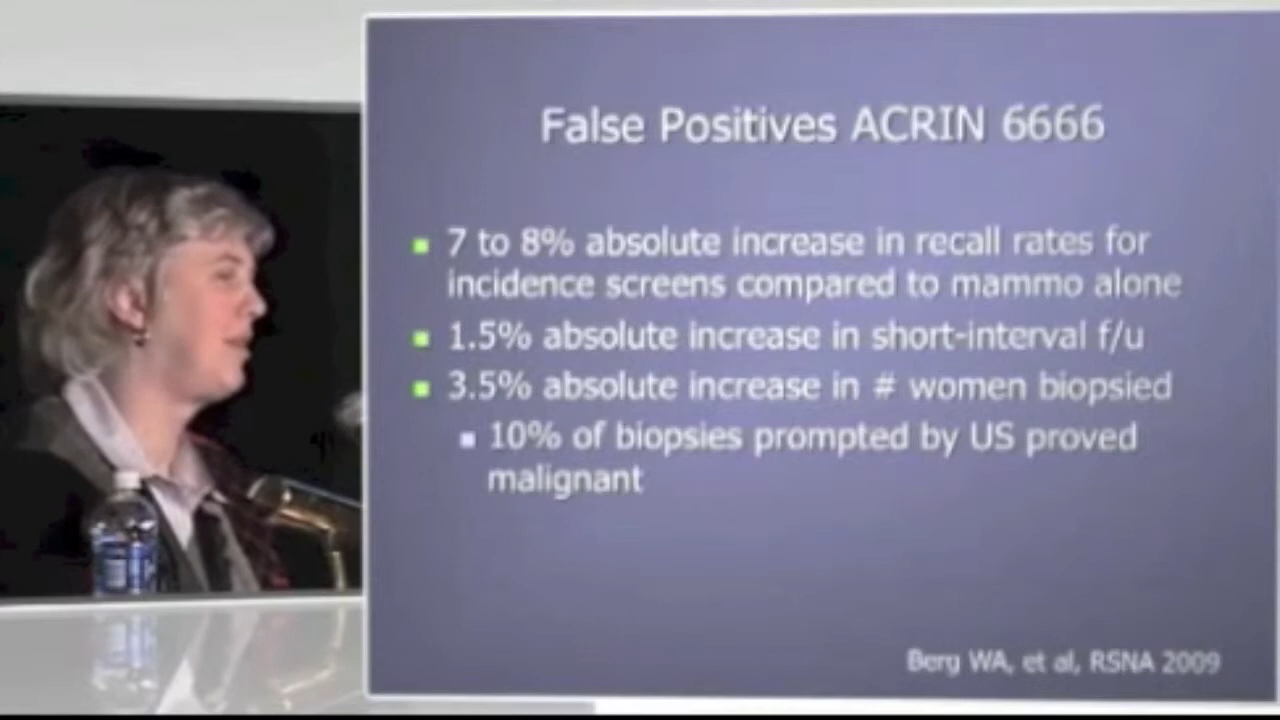 False Positives ACRIN 6666
7 to 8% absolute increase in recall rates for
incidence screens compared to mammo alone
1.5% absolute increase in short-interval f/u
3.5% absolute increase in # women biopsied
10% of biopsies prompted by US proved
malignant
Berg WA, et al, RSNA 2009